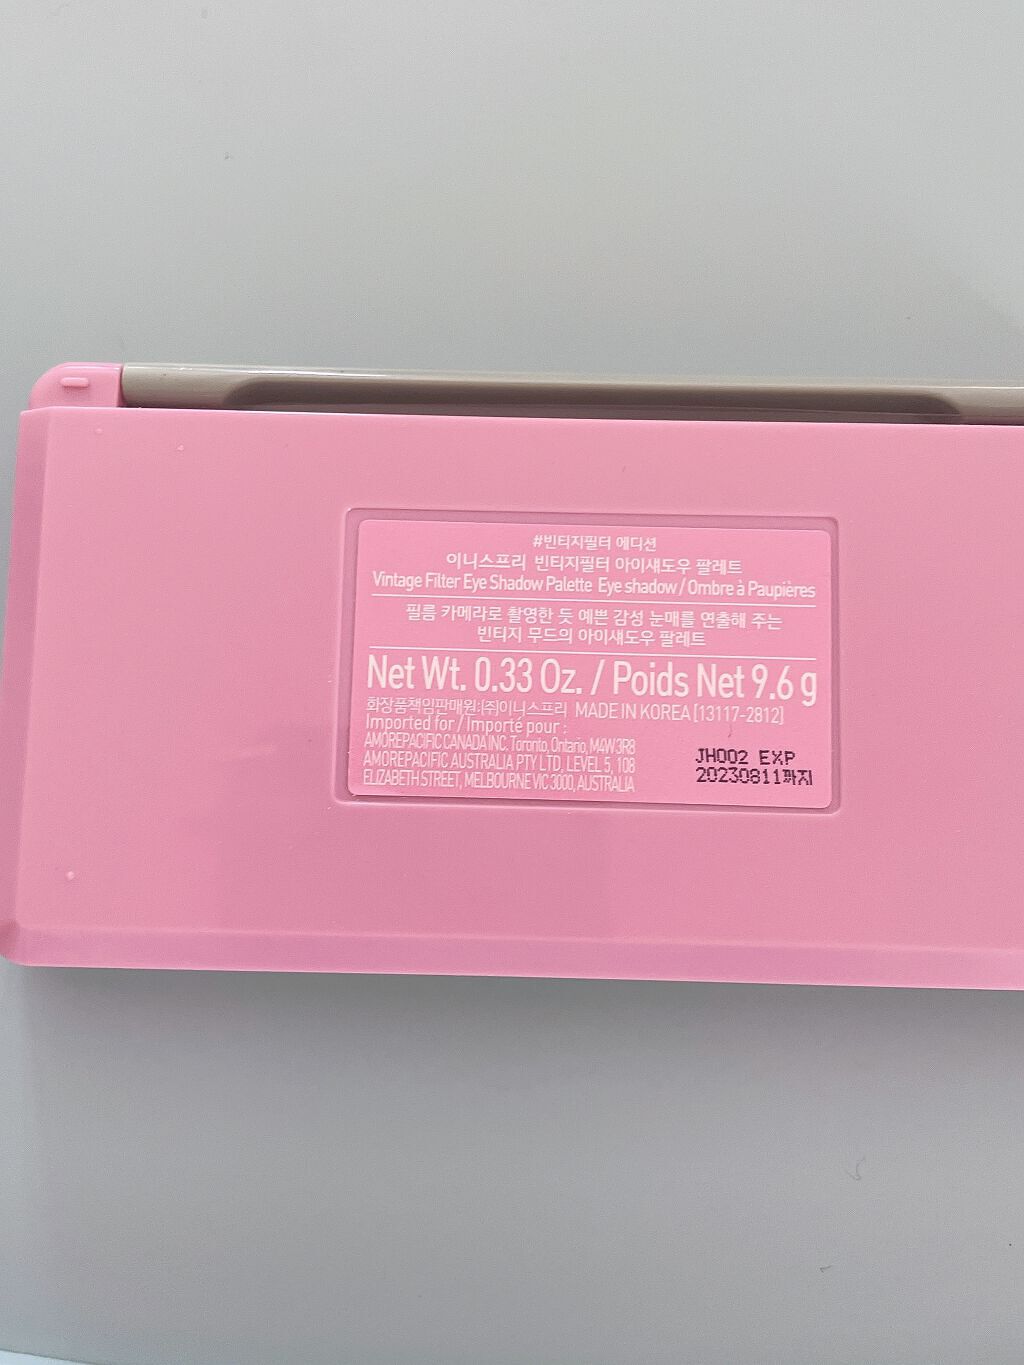 #빈티지필터 에디션
이니스프리 빈티지필터 아이섀도우 팔레트
Vintage Filter Eye Shadow Palette Eye shadow / Ombre à Paupières
필름 카메라로 촬영한 듯 예쁜 감성 눈매를 연출해 주는
빈티지 무드의 아이섀도우 팔레트
Net Wt. 0.33 Oz. / Poids Net 9.6 g
화장품책임판매원:(주)이니스프리 MADE IN KOREA [13117-2812]
Imported for / Importé pour :
AMOREPACIFIC CANADA INC. Toronto, Ontario, M4W 3R8
AMOREPACIFIC AUSTRALIA PTY LTD, LEVEL 5, 108
ELIZABETH STREET, MELBOURNE VIC 3000, AUSTRALIA
JH002 EXP
20230811까지